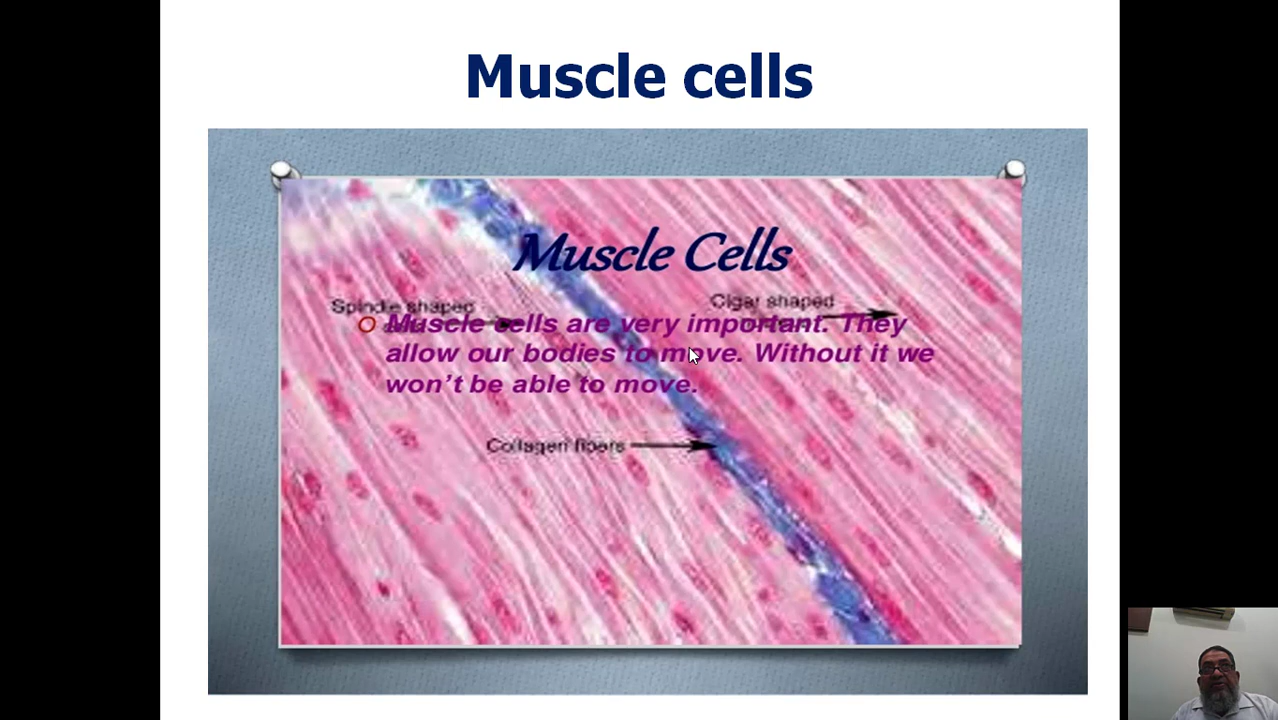 Muscle cells
Muscle Cells
Spindle shaped
Cigar shaped
Muscle cells are very important. They
allow our bodies to move. Without it we
won't be able to move.
Collagen fibers